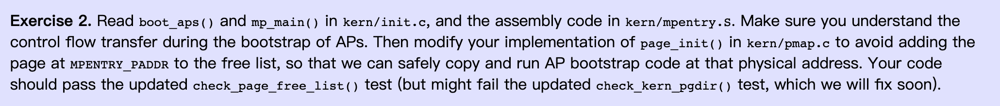 Exercise 2. Read boot_aps() and mp_main() in kern/init.c, and the assembly code in kern/mpentry.S. Make sure you understand the
control flow transfer during the bootstrap of APs. Then modify your implementation of page_init() in kern/pmap.c to avoid adding the
page at MPENTRY_PADDR to the free list, so that we can safely copy and run AP bootstrap code at that physical address. Your code
should pass the updated check_page_free_list() test (but might fail the updated check_kern_pgdir() test, which we will fix soon).